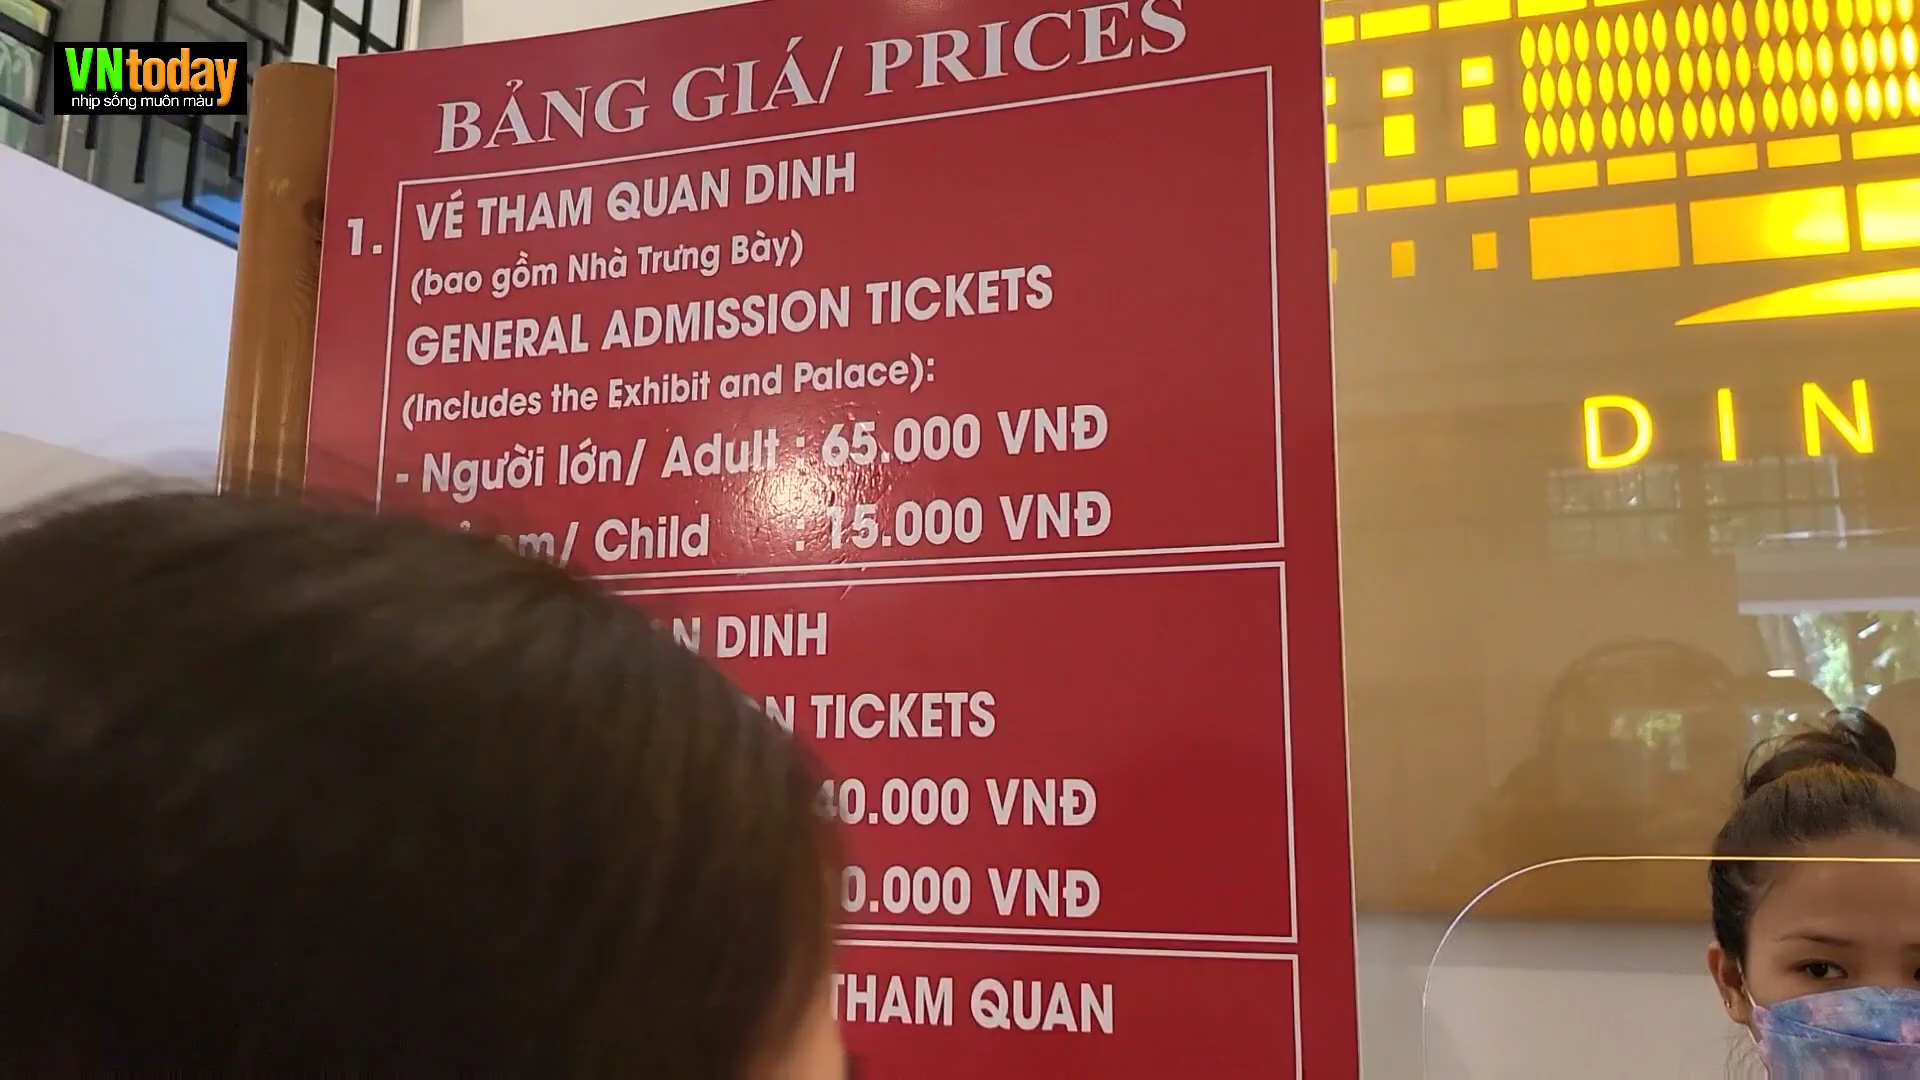 VNtoday
nhịp sống muôn màu
BẢNG GIÁ/ PRICES
1. VÉ THAM QUAN DINH
(bao gồm Nhà Trưng Bày)
GENERAL ADMISSION TICKETS
(Includes the Exhibit and Palace):
- Người lớn/ Adult : 65.000 VNĐ
/ Child : 15.000 VNĐ
DINH
TICKETS
40.000 VNĐ
VNĐ
THAM QUAN
DIN